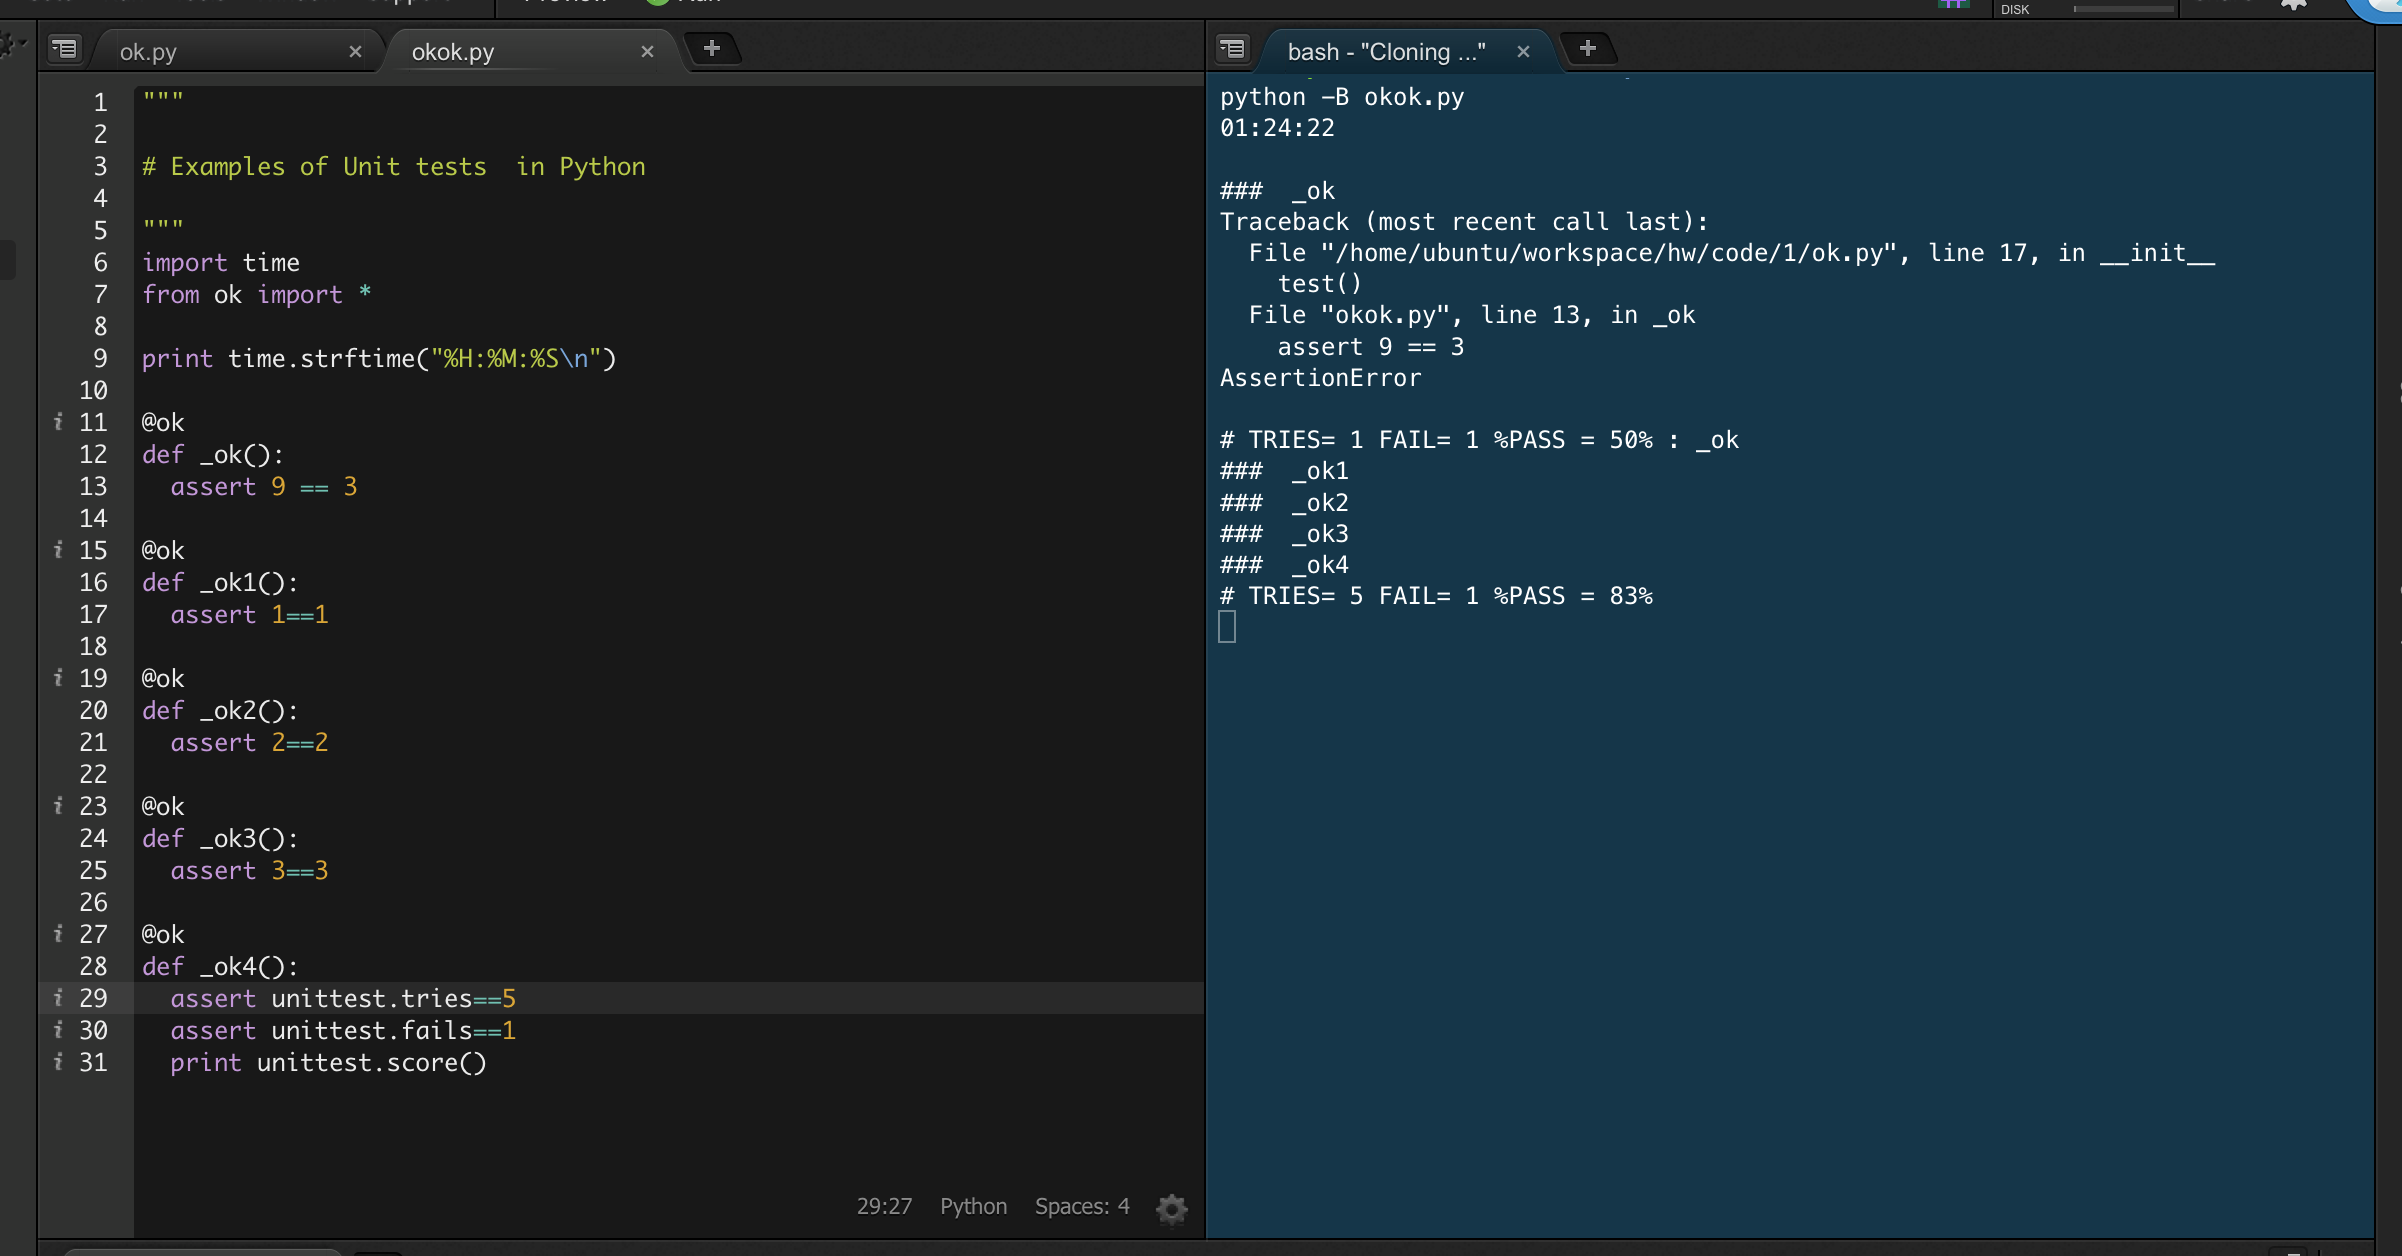 DISK
ok.py
okok.py
bash - "Cloning ..."
1 """
2
3 # Examples of Unit tests  in Python
4
5 """
6 import time
7 from ok import *
8
9 print time.strftime("%H:%M:%S\n")
10
11 @ok
12 def _ok():
13   assert 9 == 3
14
15 @ok
16 def _ok1():
17   assert 1==1
18
19 @ok
20 def _ok2():
21   assert 2==2
22
23 @ok
24 def _ok3():
25   assert 3==3
26
27 @ok
28 def _ok4():
29   assert unittest.tries==5
30   assert unittest.fails==1
31   print unittest.score()
29:27 Python Spaces: 4
python -B okok.py
01:24:22
###  _ok
Traceback (most recent call last):
  File "/home/ubuntu/workspace/hw/code/1/ok.py", line 17, in __init__
    test()
  File "okok.py", line 13, in _ok
    assert 9 == 3
AssertionError
# TRIES= 1 FAIL= 1 %PASS = 50% : _ok
###  _ok1
###  _ok2
###  _ok3
###  _ok4
# TRIES= 5 FAIL= 1 %PASS = 83%